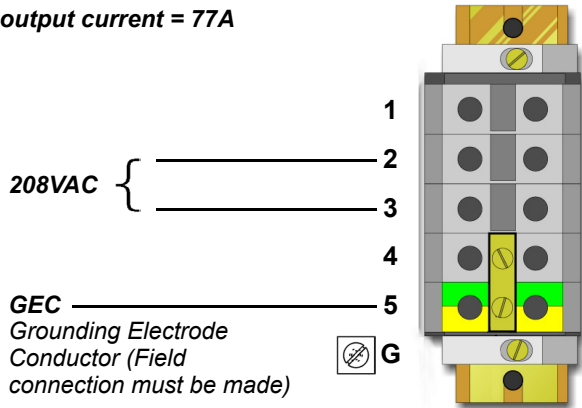 output current = 77A
1
2
208VAC
3
4
GEC 5
Grounding Electrode
Conductor (Field
connection must be made)
G